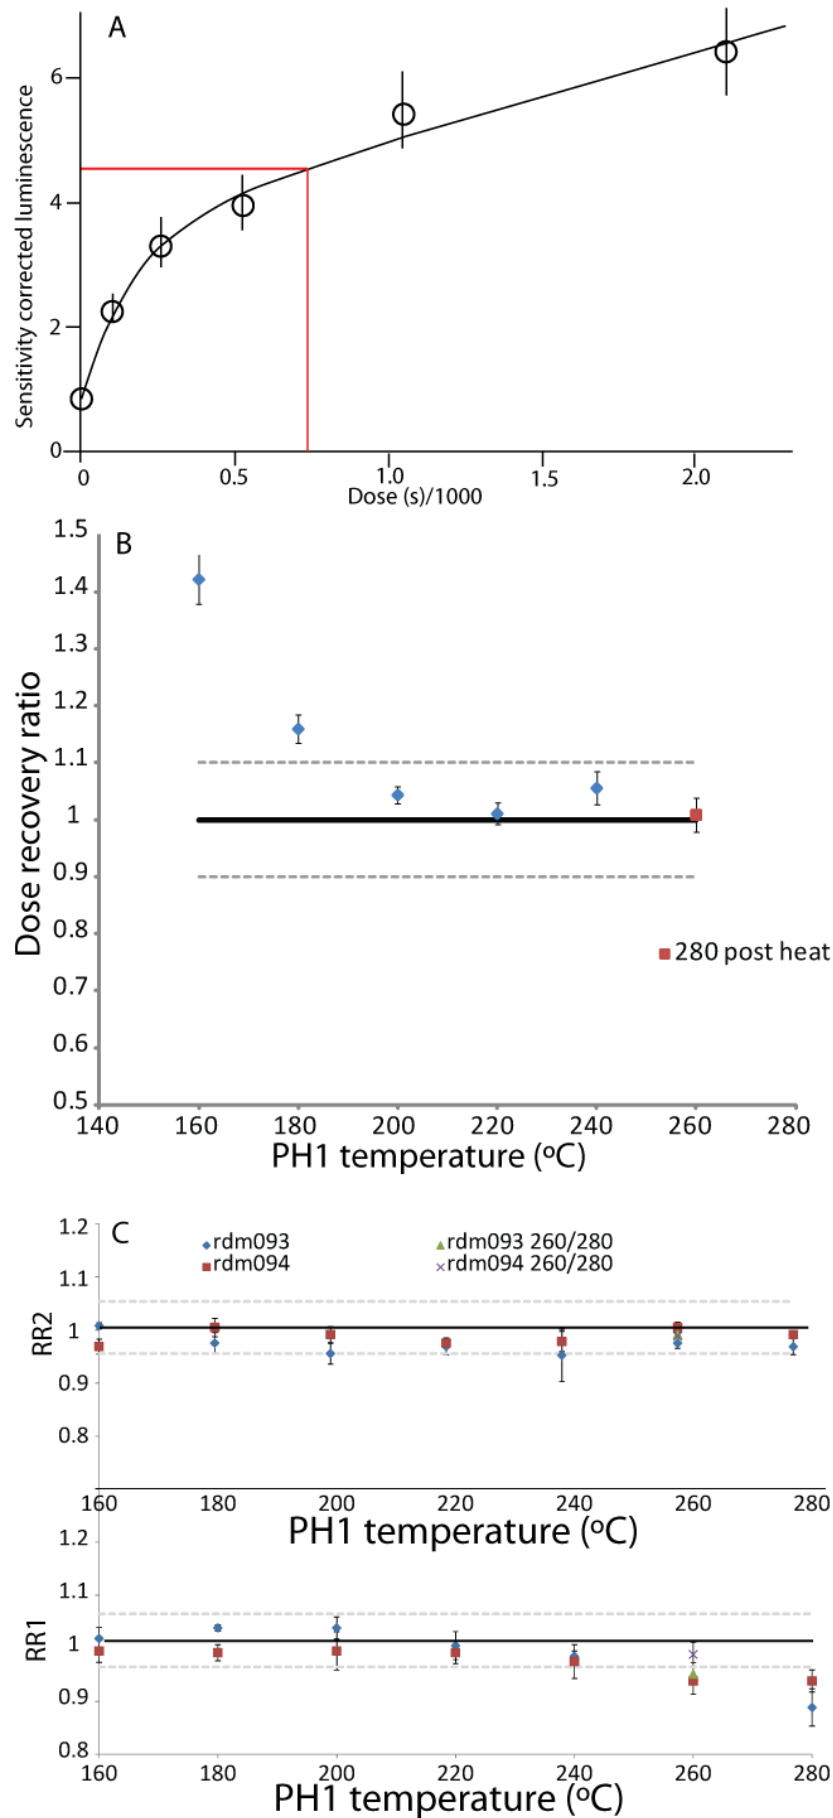 A
6
4
2
0
Sensitivity corrected luminescence
0 0.5 1.0 1.5 2.0
Dose (s)/1000
B
1.5
1.4
1.3
1.2
1.1
1
0.9
0.8
0.7
0.6
0.5
Dose recovery ratio
280 post heat
140 160 180 200 220 240 260 280
PH1 temperature (ºC)
C
rdm093 rdm093 260/280
rdm094 rdm094 260/280
1.2
1.1
1
0.9
0.8
RR2
160 180 200 220 240 260 280
PH1 temperature (ºC)
1.2
1.1
1
0.9
0.8
RR1
160 180 200 220 240 260 280
PH1 temperature (ºC)